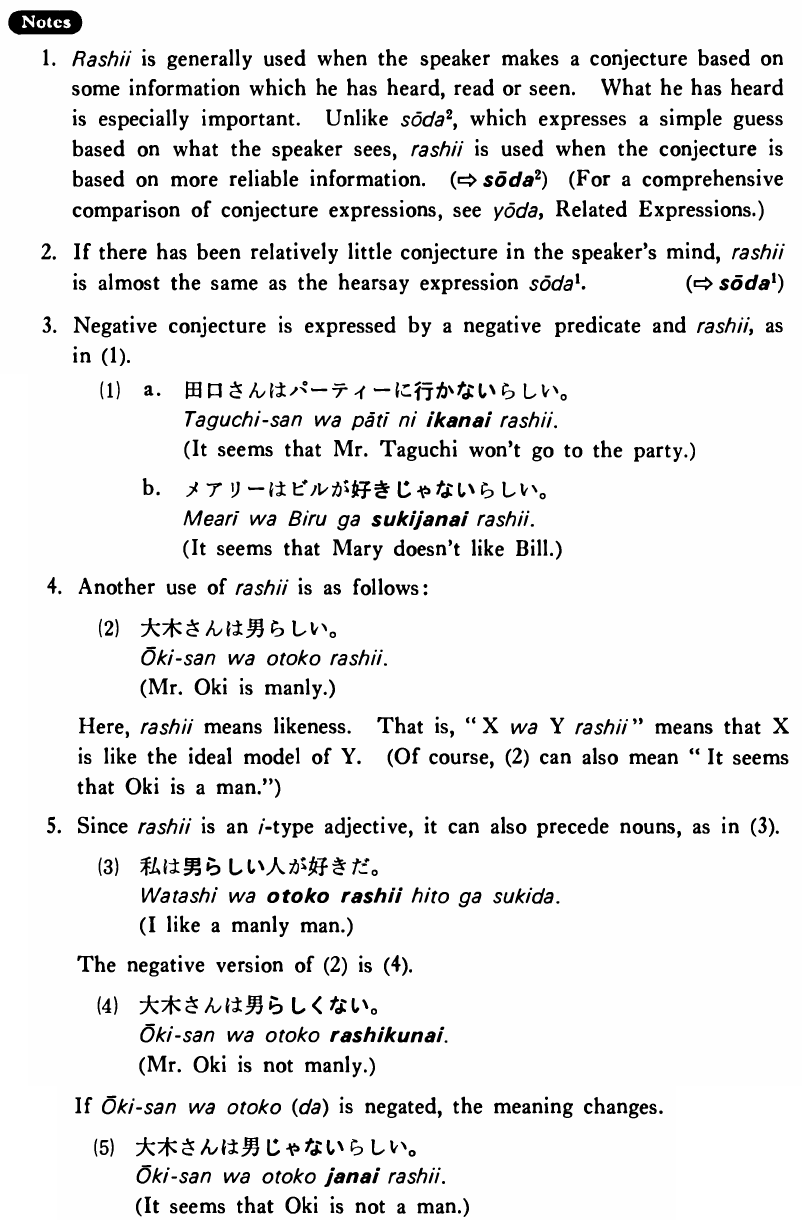 Notes
1. Rashii is generally used when the speaker makes a conjecture based on
some information which he has heard, read or seen. What he has heard
is especially important. Unlike sōda², which expresses a simple guess
based on what the speaker sees, rashii is used when the conjecture is
based on more reliable information. (⇨ sōda²) (For a comprehensive
comparison of conjecture expressions, see yōda, Related Expressions.)
2. If there has been relatively little conjecture in the speaker's mind, rashii
is almost the same as the hearsay expression sōda¹. (⇨ sōda¹)
3. Negative conjecture is expressed by a negative predicate and rashii, as
in (1).
(1) a. 田口さんはパーティーに行かないらしい。
Taguchi-san wa pātī ni ikanai rashii.
(It seems that Mr. Taguchi won't go to the party.)
b. メアリーはビルが好きじゃないらしい。
Mearī wa Biru ga sukijanai rashii.
(It seems that Mary doesn't like Bill.)
4. Another use of rashii is as follows:
(2) 大木さんは男らしい。
Ōki-san wa otoko rashii.
(Mr. Oki is manly.)
Here, rashii means likeness. That is, "X wa Y rashii" means that X
is like the ideal model of Y. (Of course, (2) can also mean "It seems
that Oki is a man.")
5. Since rashii is an i-type adjective, it can also precede nouns, as in (3).
(3) 私は男らしい人が好きだ。
Watashi wa otoko rashii hito ga sukida.
(I like a manly man.)
The negative version of (2) is (4).
(4) 大木さんは男らしくない。
Ōki-san wa otoko rashikunai.
(Mr. Oki is not manly.)
If Ōki-san wa otoko (da) is negated, the meaning changes.
(5) 大木さんは男じゃないらしい。
Ōki-san wa otoko janai rashii.
(It seems that Oki is not a man.)